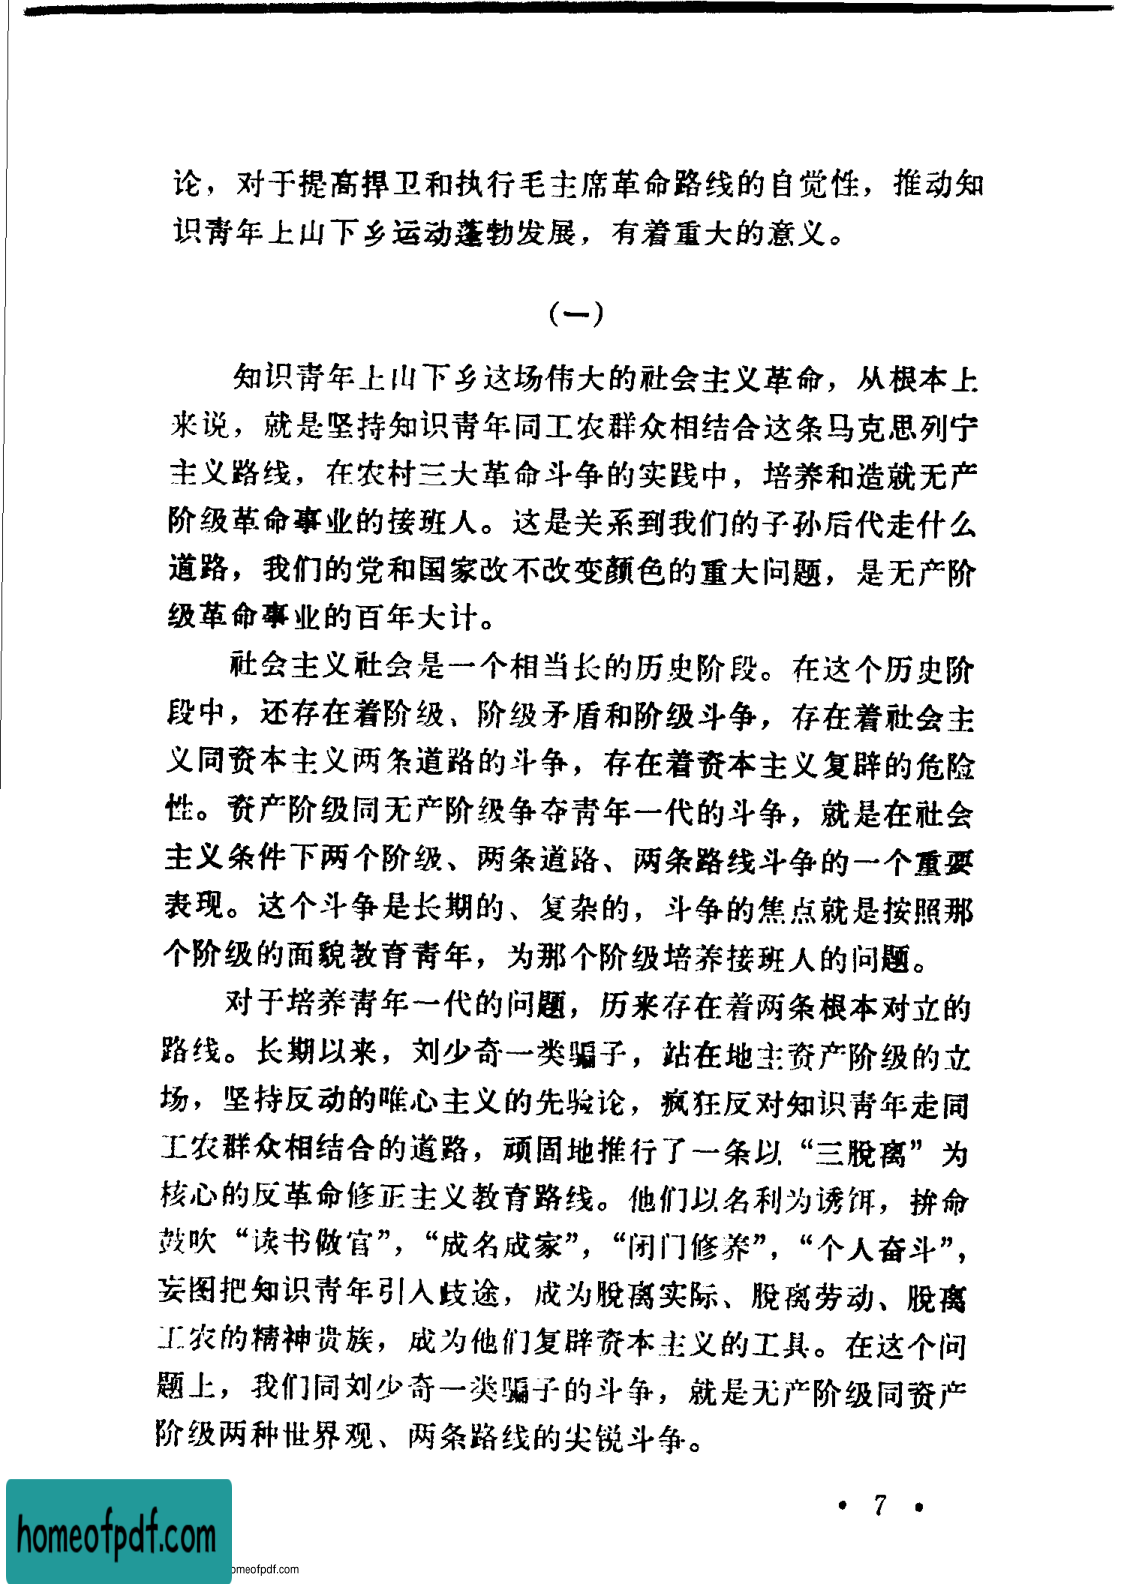 论，对于提高捍卫和执行毛主席革命路线的自觉性，推动知
识青年上山下乡运动蓬勃发展，有着重大的意义。
（一）
知识青年上山下乡这场伟大的社会主义革命，从根本上
来说，就是坚持知识青年同工农群众相结合这条马克思列宁
主义路线，在农村三大革命斗争的实践中，培养和造就无产
阶级革命事业的接班人。这是关系到我们的子孙后代走什么
道路，我们的党和国家改不改变颜色的重大问题，是无产阶
级革命事业的百年大计。
社会主义社会是一个相当长的历史阶段。在这个历史阶
段中，还存在着阶级、阶级矛盾和阶级斗争，存在着社会主
义同资本主义两条道路的斗争，存在着资本主义复辟的危险
性。资产阶级同无产阶级争夺青年一代的斗争，就是在社会
主义条件下两个阶级、两条道路、两条路线斗争的一个重要
表现。这个斗争是长期的、复杂的，斗争的焦点就是按照那
个阶级的面貌教育青年，为那个阶级培养接班人的问题。
对于培养青年一代的问题，历来存在着两条根本对立的
路线。长期以来，刘少奇一类骗子，站在地主资产阶级的立
场，坚持反动的唯心主义的先验论，疯狂反对知识青年走同
工农群众相结合的道路，顽固地推行了一条以“三脱离”为
核心的反革命修正主义教育路线。他们以名利为诱饵，拚命
鼓吹“读书做官”，“成名成家”，“闭门修养”，“个人奋斗”，
妄图把知识青年引入歧途，成为脱离实际、脱离劳动、脱离
工农的精神贵族，成为他们复辟资本主义的工具。在这个问
题上，我们同刘少奇一类骗子的斗争，就是无产阶级同资产
阶级两种世界观、两条路线的尖锐斗争。
• 7 •
homeofpdf.com
omeofpdf.com